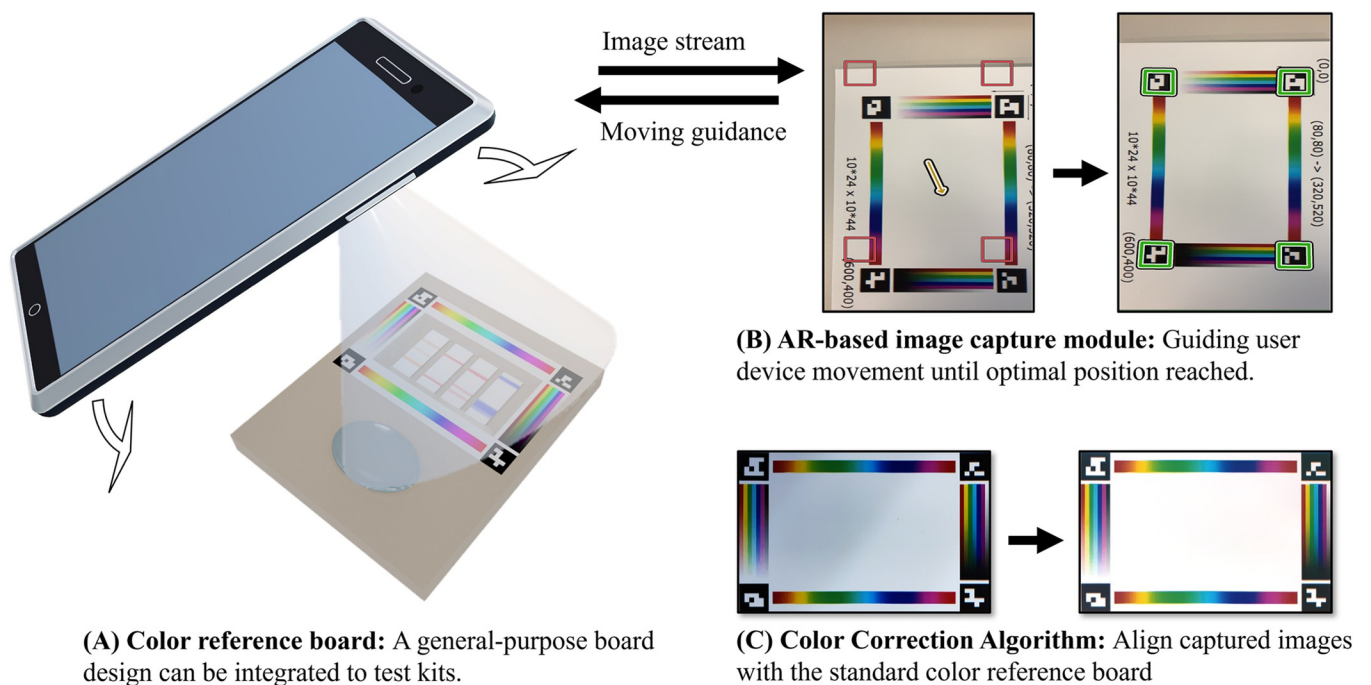 Image stream
Moving guidance
10*24 x 10*44
(600,400)
(0,0)
(80,80) -> (320,520)
10*24 x 10*44
(600,400)
(B) AR-based image capture module: Guiding user
device movement until optimal position reached.
(A) Color reference board: A general-purpose board
design can be integrated to test kits.
(C) Color Correction Algorithm: Align captured images
with the standard color reference board